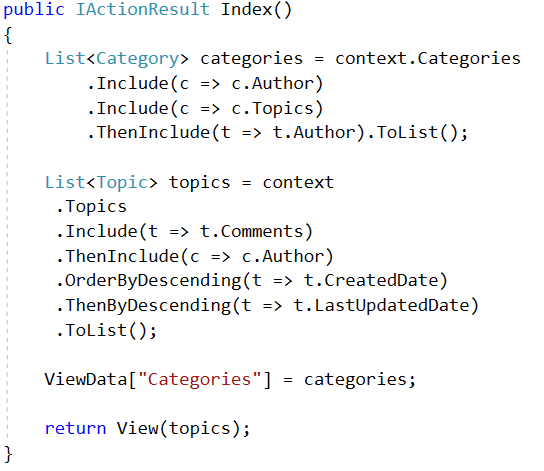 public IActionResult Index()
{
    List<Category> categories = context.Categories
        .Include(c => c.Author)
        .Include(c => c.Topics)
        .ThenInclude(t => t.Author).ToList();

    List<Topic> topics = context
     .Topics
     .Include(t => t.Comments)
     .ThenInclude(c => c.Author)
     .OrderByDescending(t => t.CreatedDate)
     .ThenByDescending(t => t.LastUpdatedDate)
     .ToList();

    ViewData["Categories"] = categories;

    return View(topics);
}